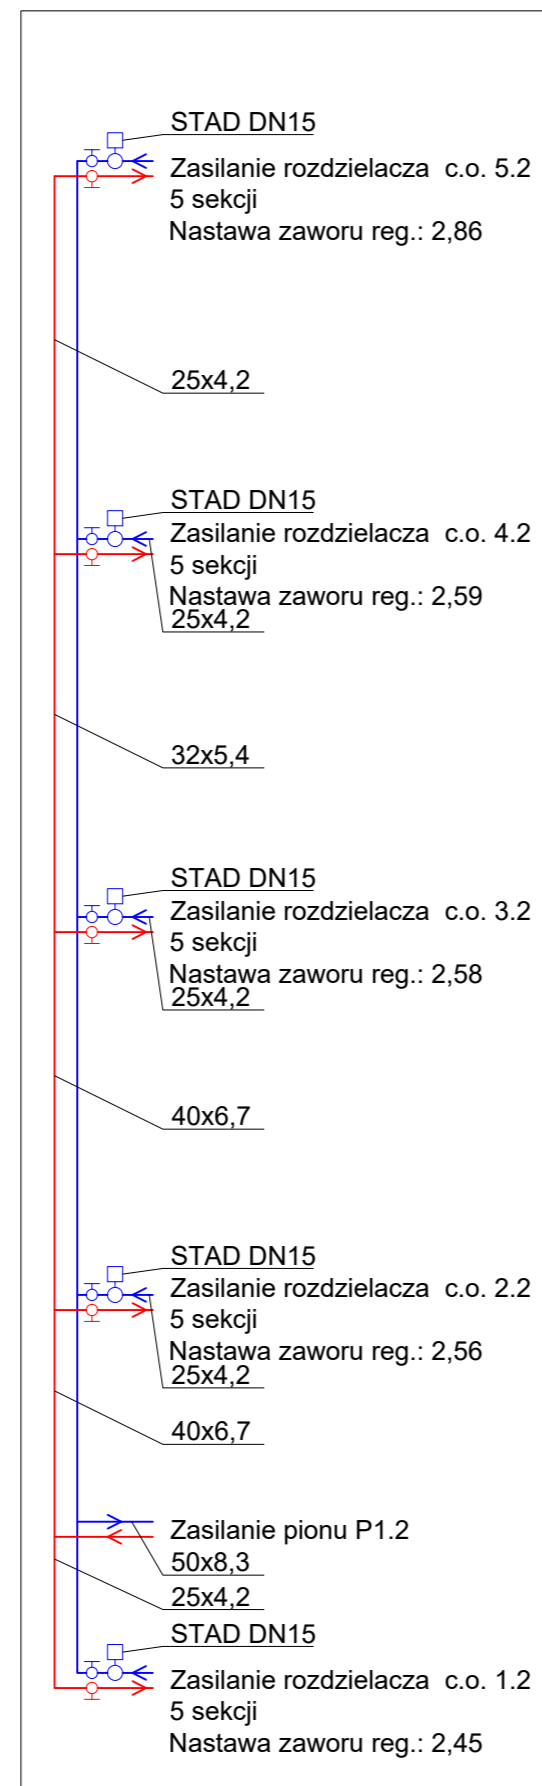 STAD DN15
Zasilanie rozdzielacza c.o. 5.2
5 sekcji
Nastawa zaworu reg.: 2,86
25x4,2
STAD DN15
Zasilanie rozdzielacza c.o. 4.2
5 sekcji
Nastawa zaworu reg.: 2,59
25x4,2
32x5,4
STAD DN15
Zasilanie rozdzielacza c.o. 3.2
5 sekcji
Nastawa zaworu reg.: 2,58
25x4,2
40x6,7
STAD DN15
Zasilanie rozdzielacza c.o. 2.2
5 sekcji
Nastawa zaworu reg.: 2,56
25x4,2
40x6,7
Zasilanie pionu P1.2
50x8,3
25x4,2
STAD DN15
Zasilanie rozdzielacza c.o. 1.2
5 sekcji
Nastawa zaworu reg.: 2,45